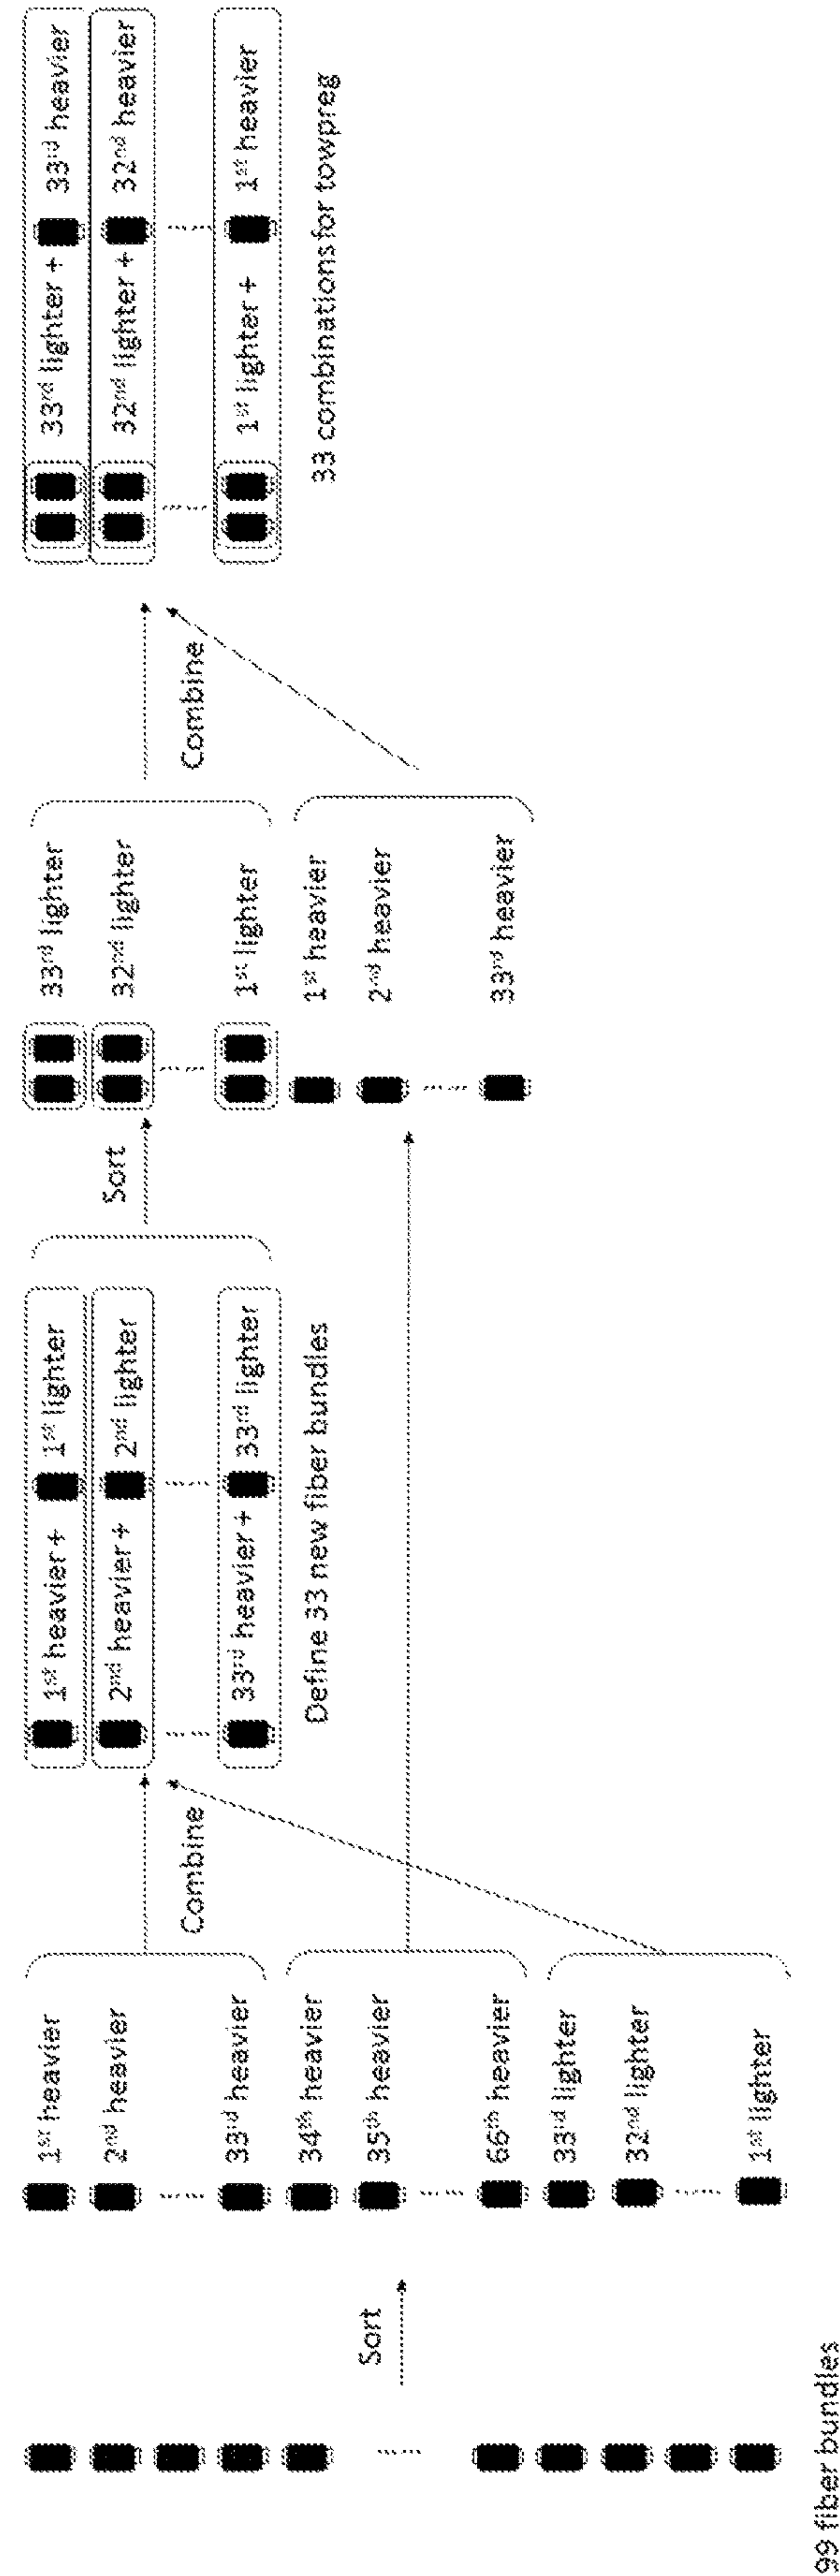 99 fiber bundles
Sort
1st heavier
2nd heavier
33rd heavier
34th heavier
35th heavier
66th heavier
33rd lighter
32nd lighter
1st lighter
Combine
1st heavier + 1st lighter
2nd heavier + 2nd lighter
33rd heavier + 33rd lighter
Define 33 new fiber bundles
Sort
33rd lighter
32nd lighter
1st lighter
1st heavier
2nd heavier
33rd heavier
Combine
33rd lighter + 33rd heavier
32nd lighter + 32nd heavier
1st lighter + 1st heavier
33 combinations for towpreg